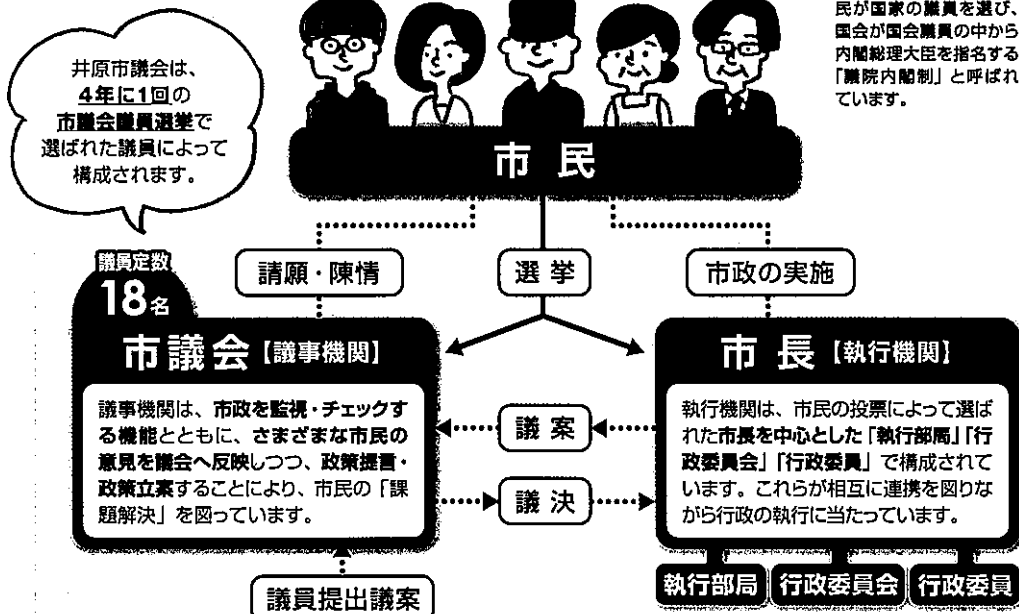 民が国家の議員を選び、
国会が国会議員の中から
内閣総理大臣を指名する
「議院内閣制」と呼ばれ
ています。
井原市議会は、
4年に1回の
市議会議員選挙で
選ばれた議員によって
構成されます。
市民
請願・陳情
選挙
市政の実施
議員定数
18名
市議会【議事機関】
議事機関は、市政を監視・チェックす
る機能とともに、さまざまな市民の
意見を議会へ反映しつつ、政策提言・
政策立案することにより、市民の「課
題解決」を図っています。
議案
議決
市長【執行機関】
執行機関は、市民の投票によって選ば
れた市長を中心とした「執行部局」「行
政委員会」「行政委員」で構成されて
います。これらが相互に連携を図りな
がら行政の執行に当たっています。
議員提出議案
執行部局
行政委員会
行政委員